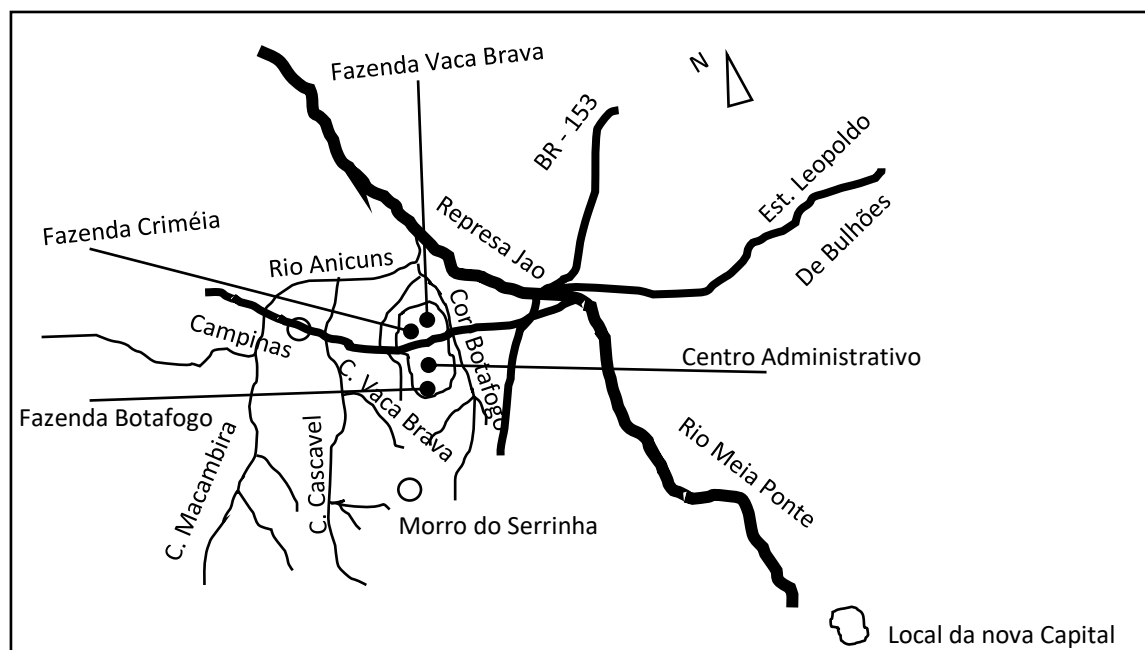 Fazenda Vaca Brava
N
BR - 153
Est. Leopoldo
De Bulhões
Represa Jao
Fazenda Criméia
Rio Anicuns
Cor. Botafogo
Campinas
Centro Administrativo
C. Vaca Brava
Fazenda Botafogo
Rio Meia Ponte
C. Macambira
C. Cascavel
Morro do Serrinha
Local da nova Capital